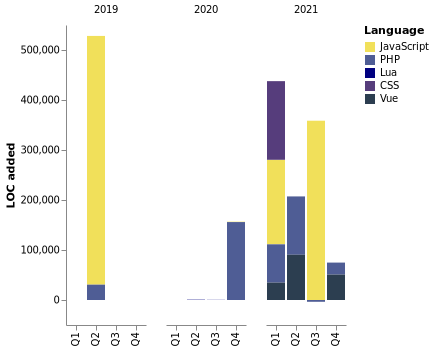 2019 2020 2021
Language
JavaScript
PHP
Lua
CSS
Vue
LOC added
500,000
400,000
300,000
200,000
100,000
0
Q1 Q2 Q3 Q4 Q1 Q2 Q3 Q4 Q1 Q2 Q3 Q4